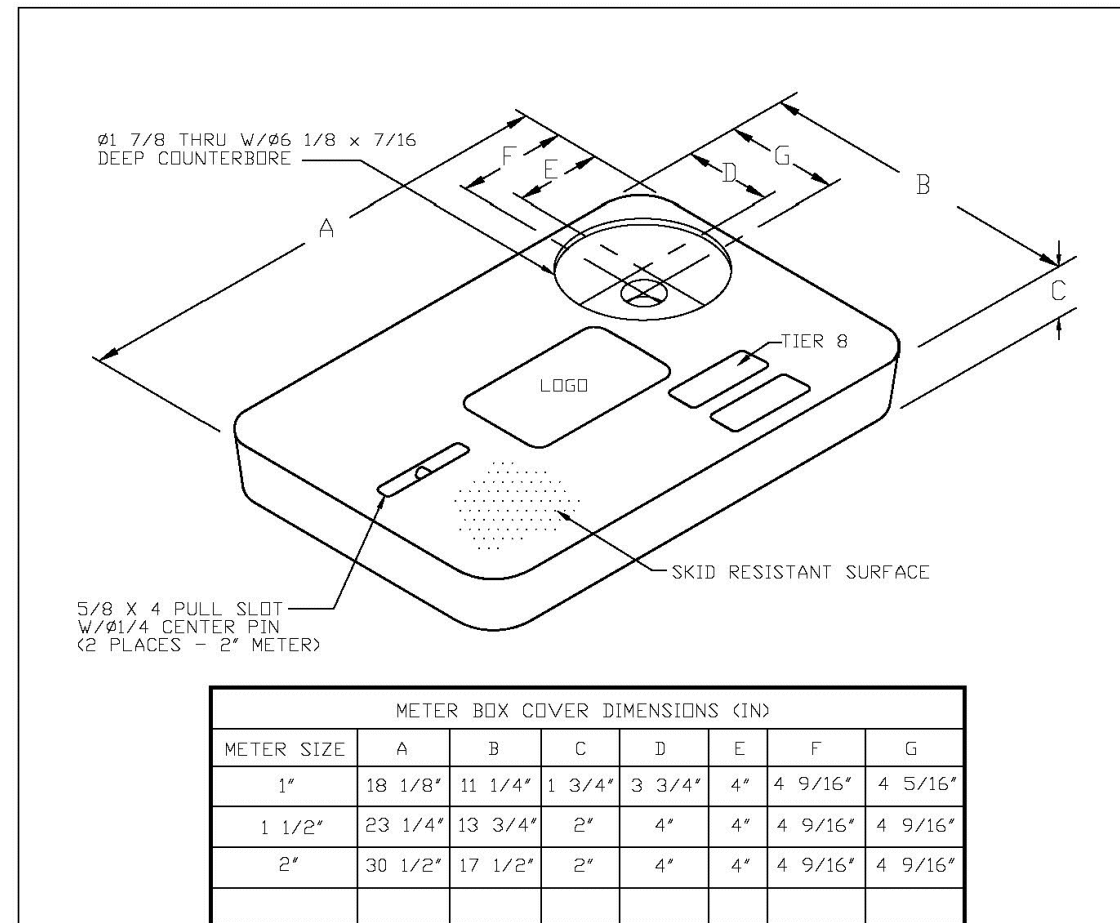 Ø1 7/8 THRU W/Ø6 1/8 x 7/16
DEEP COUNTERBORE
F
E
G
D
B
A
C
TIER 8
LOGO
SKID RESISTANT SURFACE
5/8 X 4 PULL SLOT
W/Ø1/4 CENTER PIN
(2 PLACES - 2" METER)
METER BOX COVER DIMENSIONS (IN)
METER SIZE A B C D E F G
1" 18 1/8" 11 1/4" 1 3/4" 3 3/4" 4" 4 9/16" 4 5/16"
1 1/2" 23 1/4" 13 3/4" 2" 4" 4" 4 9/16" 4 9/16"
2" 30 1/2" 17 1/2" 2" 4" 4" 4 9/16" 4 9/16"